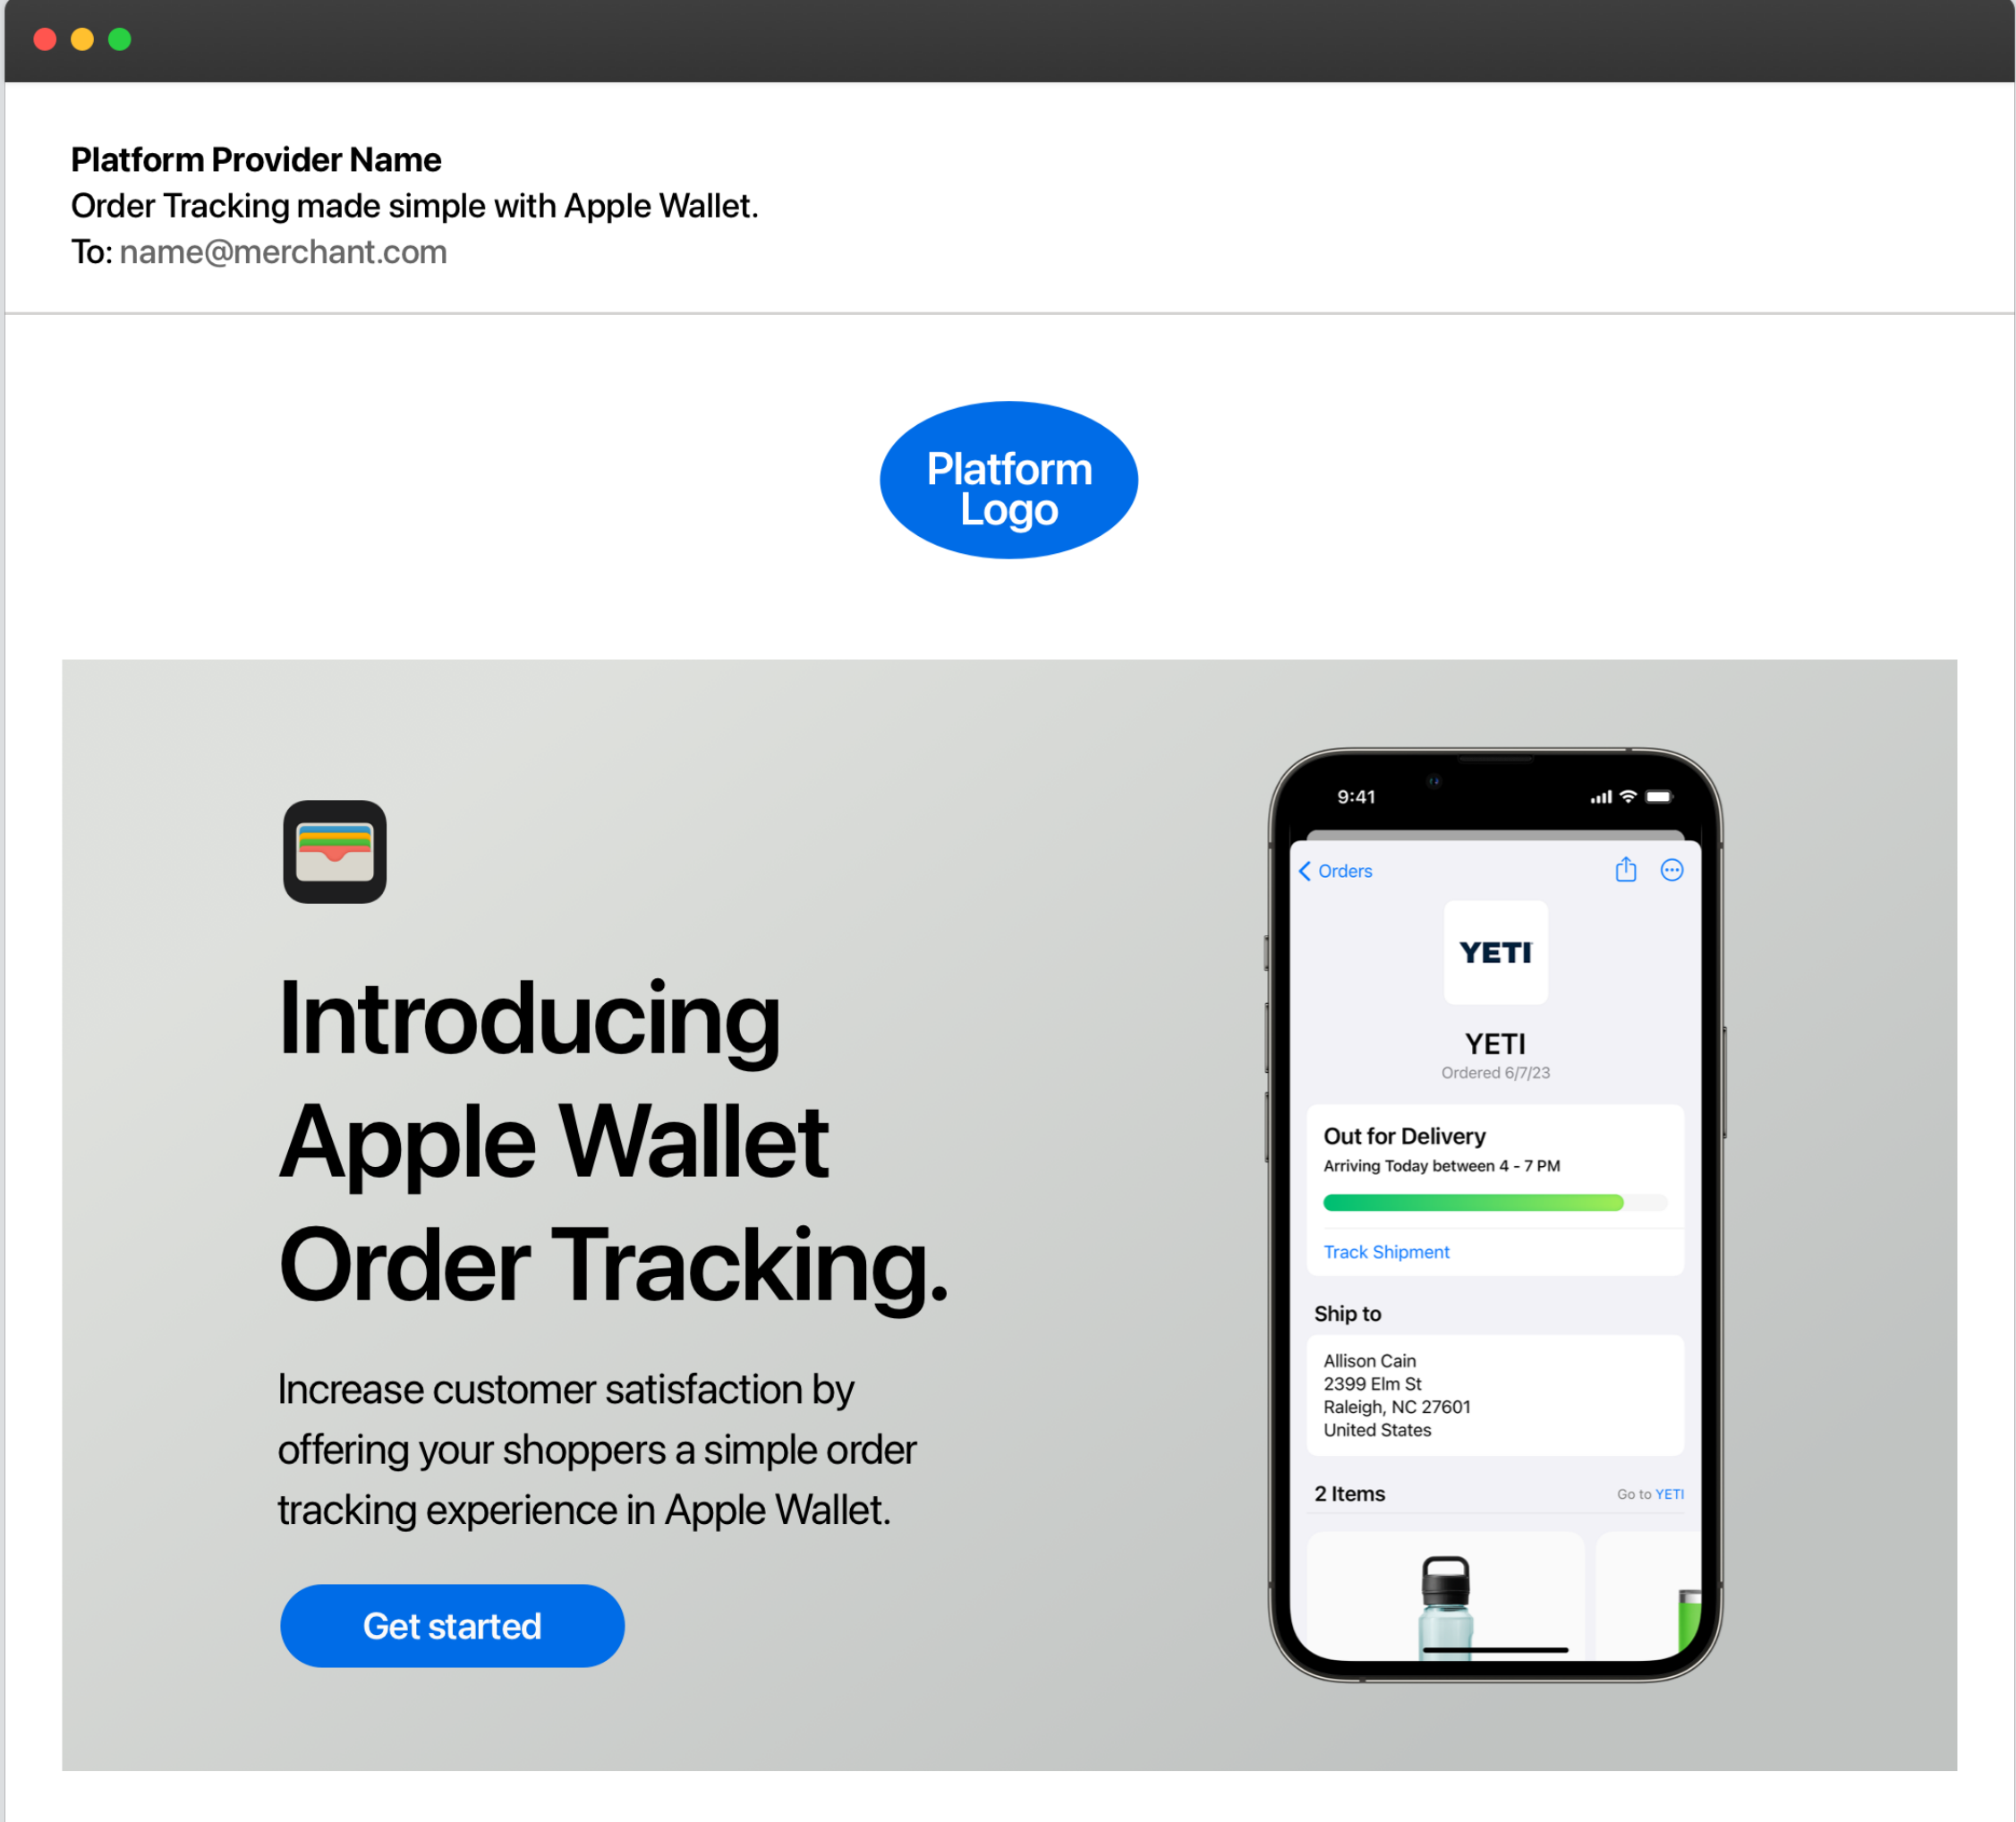 Platform Provider Name
Order Tracking made simple with Apple Wallet.
To: name@merchant.com
Platform
Logo
Introducing
Apple Wallet
Order Tracking.
Increase customer satisfaction by
offering your shoppers a simple order
tracking experience in Apple Wallet.
Get started
9:41
Orders
YETI
YETI
Ordered 6/7/23
Out for Delivery
Arriving Today between 4 - 7 PM
Track Shipment
Ship to
Allison Cain
2399 Elm St
Raleigh, NC 27601
United States
2 Items Go to YETI